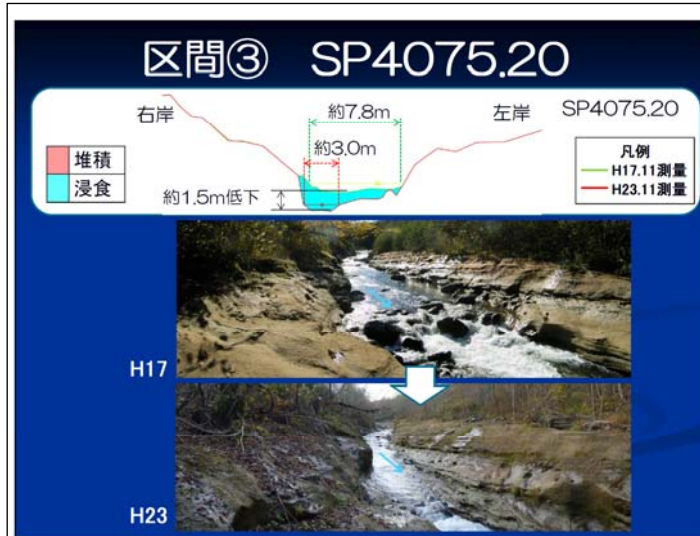 区間③ SP4075.20
右岸
約7.8m
左岸
SP4075.20
約3.0m
堆積
浸食
約1.5m低下
凡例
H17.11測量
H23.11測量
H17
H23